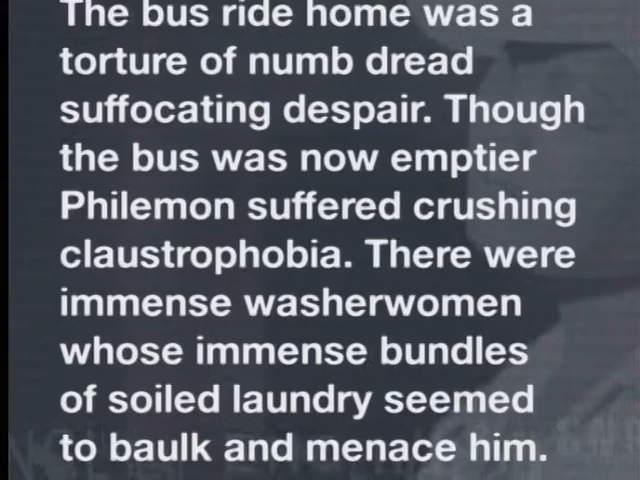 The bus ride home was a
torture of numb dread
suffocating despair. Though
the bus was now emptier
Philemon suffered crushing
claustrophobia. There were
immense washerwomen
whose immense bundles
of soiled laundry seemed
to baulk and menace him.